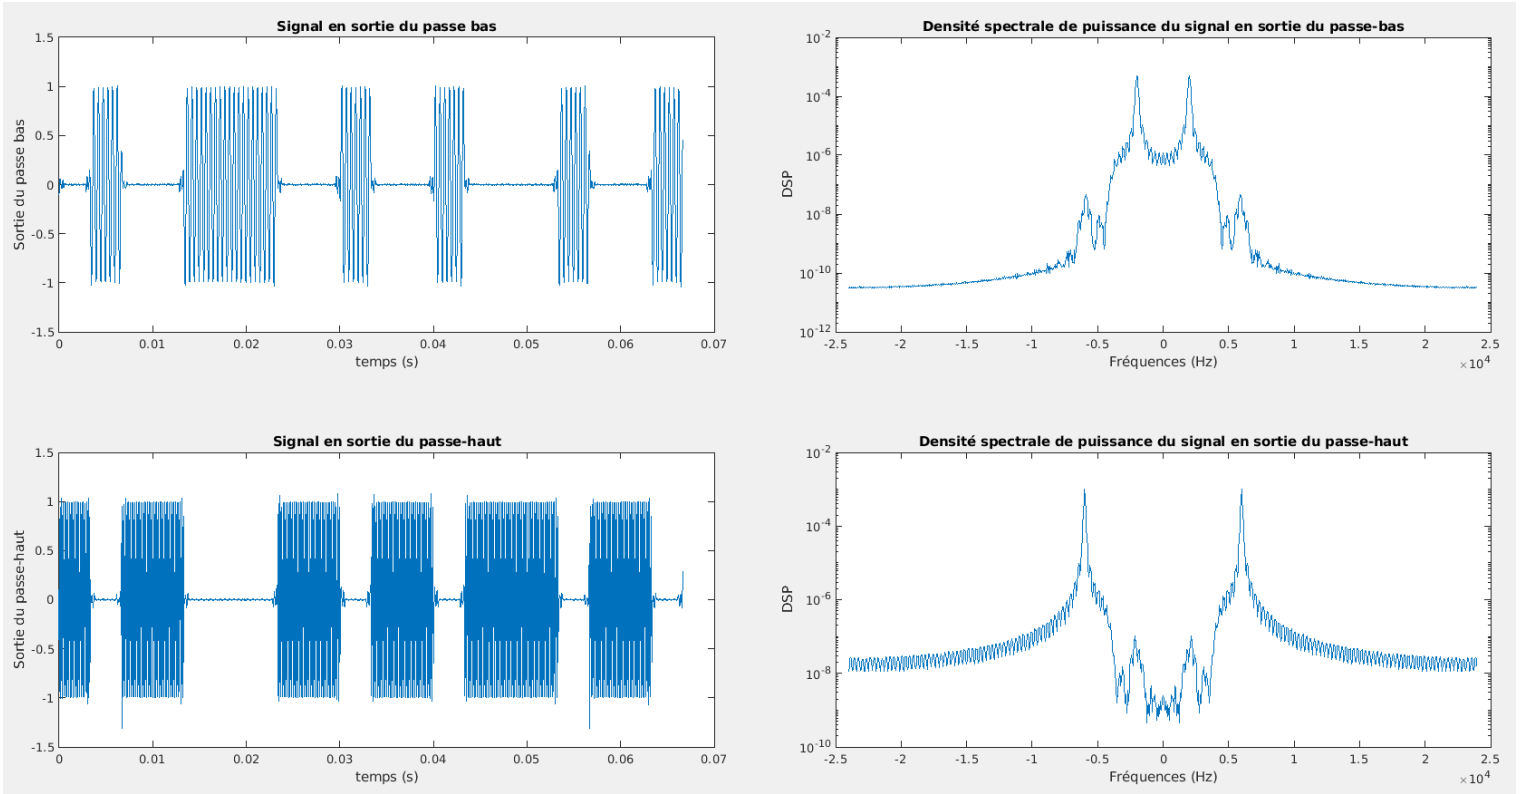 Signal en sortie du passe bas
Sortie du passe bas
1.5
1
0.5
0
-0.5
-1
-1.5
0 0.01 0.02 0.03 0.04 0.05 0.06 0.07
temps (s)
Densité spectrale de puissance du signal en sortie du passe-bas
DSP
10-2
10-4
10-6
10-8
10-10
10-12
-2.5 -2 -1.5 -1 -0.5 0 0.5 1 1.5 2 2.5
Fréquences (Hz)
×104
Signal en sortie du passe-haut
Sortie du passe-haut
1.5
1
0.5
0
-0.5
-1
-1.5
0 0.01 0.02 0.03 0.04 0.05 0.06 0.07
temps (s)
Densité spectrale de puissance du signal en sortie du passe-haut
DSP
10-2
10-4
10-6
10-8
10-10
-2.5 -2 -1.5 -1 -0.5 0 0.5 1 1.5 2 2.5
Fréquences (Hz)
×104